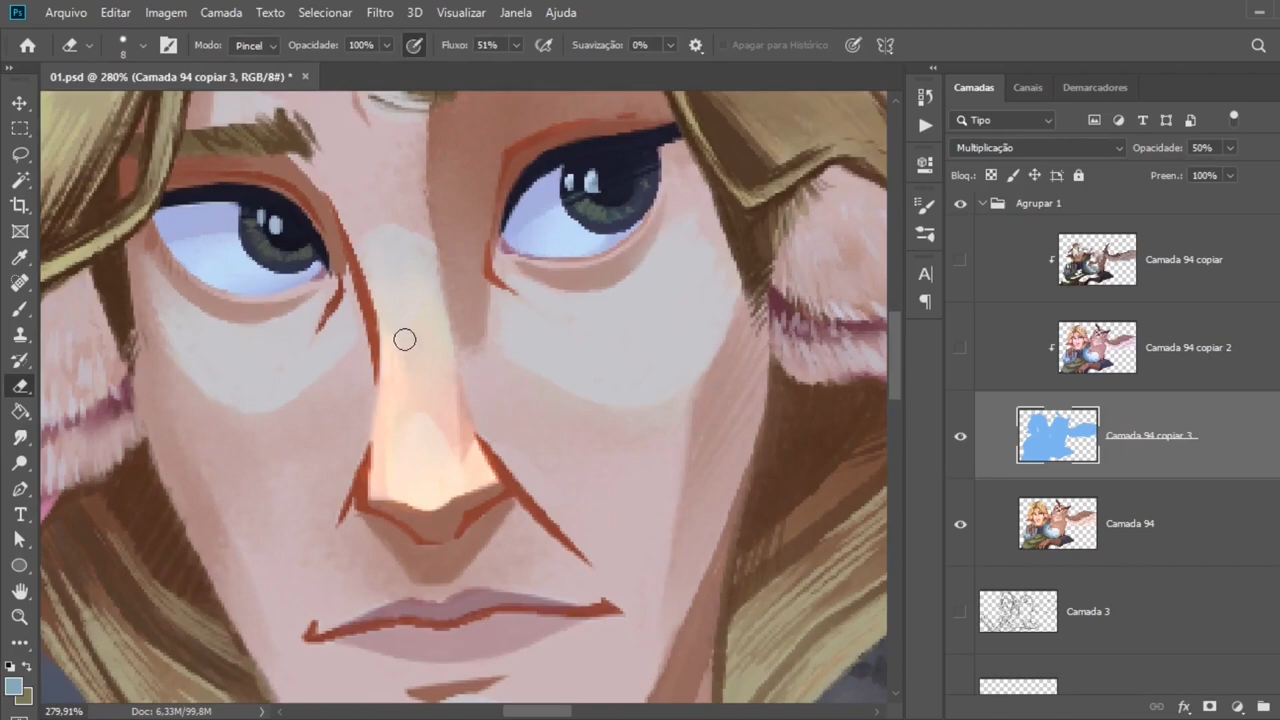 Ps Arquivo Editar Imagem Camada Texto Selecionar Filtro 3D Visualizar Janela Ajuda
8 Modo: Pincel Opacidade: 100% Fluxo: 51% Suavização: 0% Apagar para Histórico
01.psd @ 280% (Camada 94 copiar 3, RGB/8#) * ×
Camadas Canais Demarcadores
Tipo
Multiplicação Opacidade: 50%
Bloq.: Preen.: 100%
Agrupar 1
Camada 94 copiar
Camada 94 copiar 2
Camada 94 copiar 3
Camada 94
Camada 3
279,91% Doc: 6,33M/99,8M